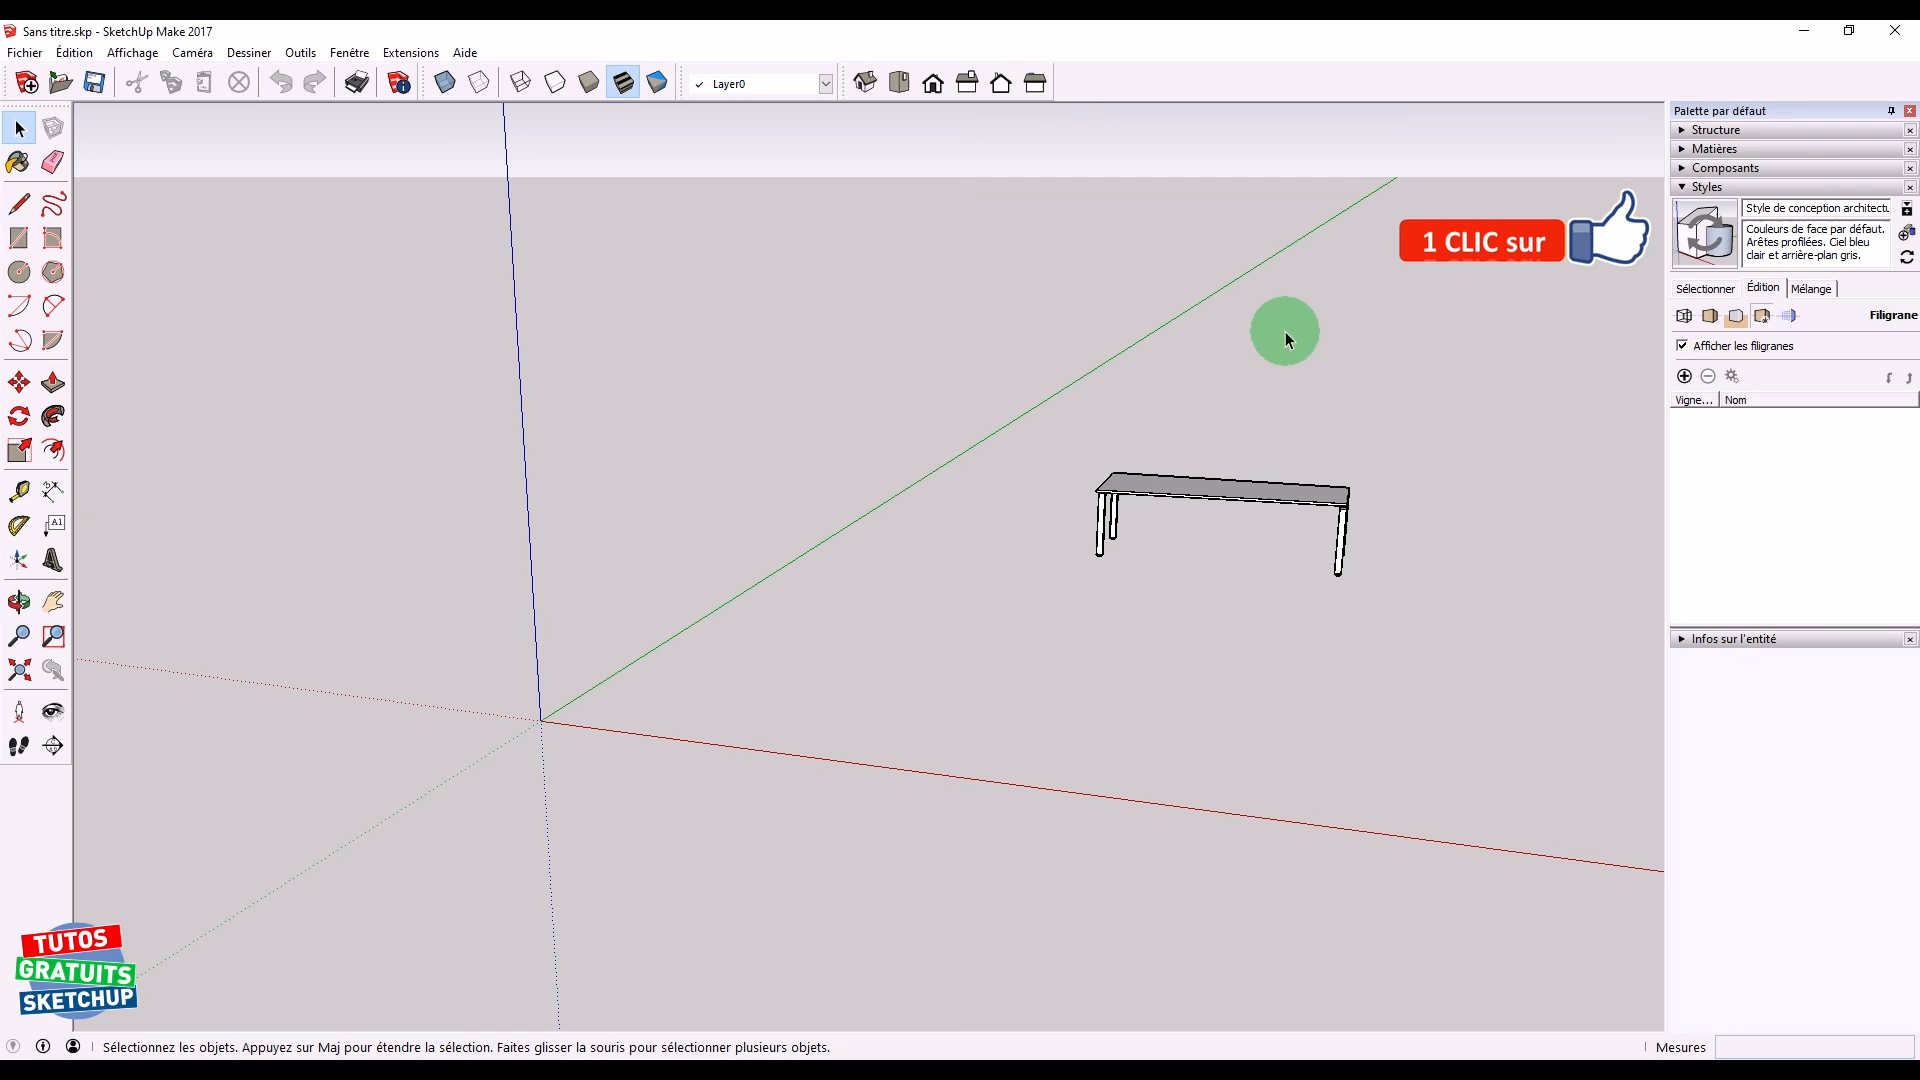 Sans titre.skp - SketchUp Make 2017
Fichier Édition Affichage Caméra Dessiner Outils Fenêtre Extensions Aide
Layer0
Palette par défaut
Structure
Matières
Composants
Styles
Style de conception architectu
Couleurs de face par défaut.
Arêtes profilées. Ciel bleu
clair et arrière-plan gris.
1 CLIC sur
Sélectionner Édition Mélange
Filigrane
Afficher les filigranes
Vigne... Nom
A1
Infos sur l'entité
TUTOS
GRATUITS
SKETCHUP
Sélectionnez les objets. Appuyez sur Maj pour étendre la sélection. Faites glisser la souris pour sélectionner plusieurs objets.
Mesures